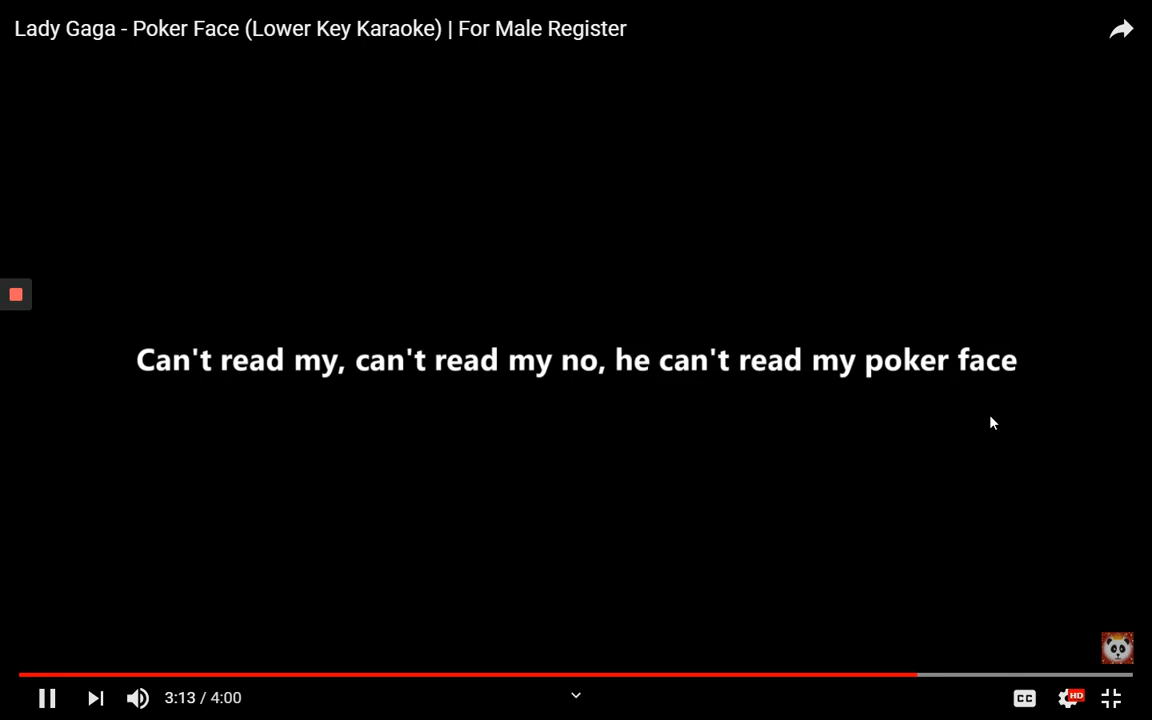 Lady Gaga - Poker Face (Lower Key Karaoke) | For Male Register
Can't read my, can't read my no, he can't read my poker face
3:13 / 4:00
CC
HD